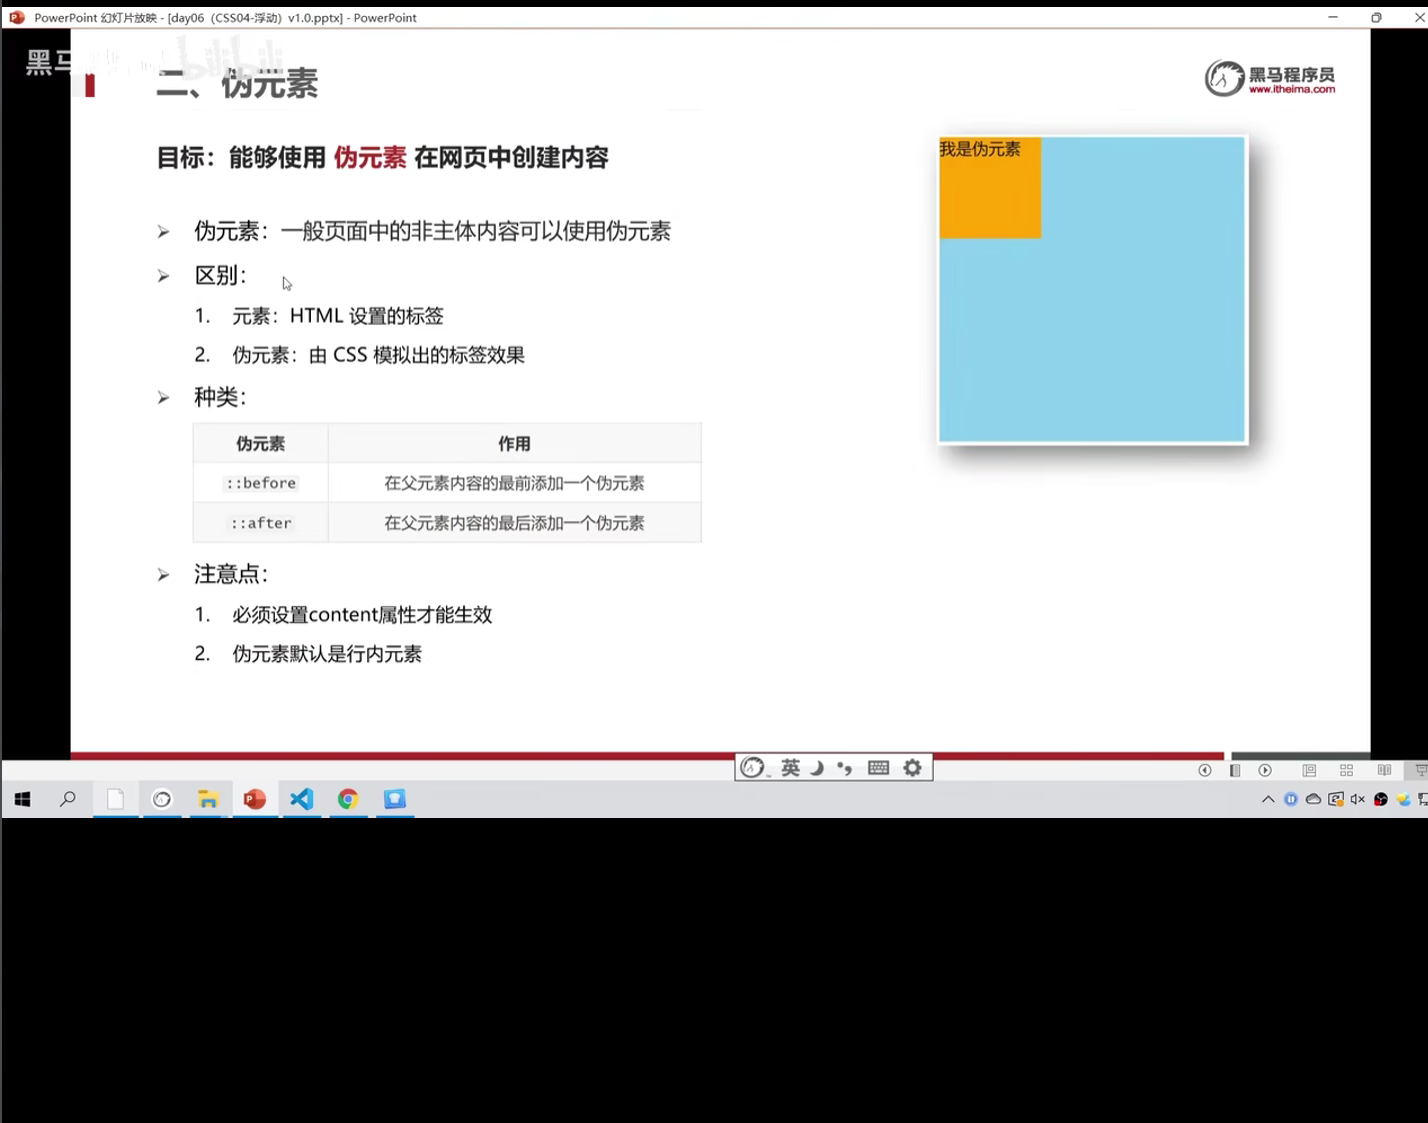 PowerPoint 幻灯片放映 - [day06（CSS04-浮动）v1.0.pptx] - PowerPoint
黑马
bilibili
二、伪元素
黑马程序员
www.itheima.com
目标：能够使用 伪元素 在网页中创建内容
我是伪元素
伪元素：一般页面中的非主体内容可以使用伪元素
区别：
1. 元素：HTML 设置的标签
2. 伪元素：由 CSS 模拟出的标签效果
种类：
伪元素 作用
::before 在父元素内容的最前添加一个伪元素
::after 在父元素内容的最后添加一个伪元素
注意点：
1. 必须设置content属性才能生效
2. 伪元素默认是行内元素
英